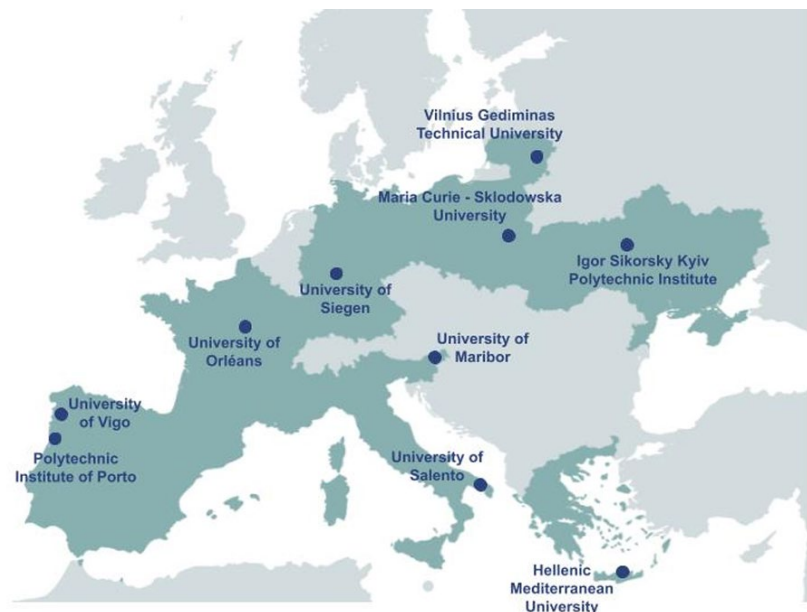 Vilnius Gediminas
Technical University
Maria Curie - Sklodowska
University
Igor Sikorsky Kyiv
Polytechnic Institute
University of
Siegen
University of
Orléans
University of
Maribor
University
of Vigo
Polytechnic
Institute of Porto
University of
Salento
Hellenic
Mediterranean
University